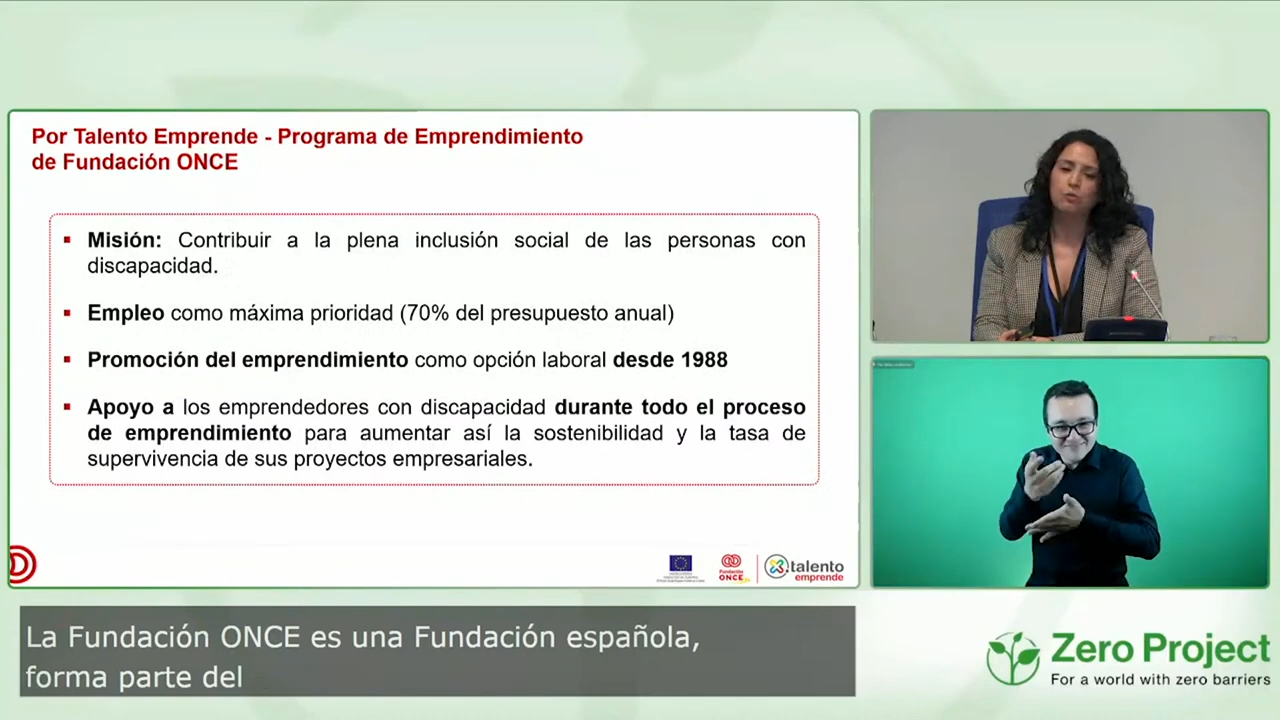 Por Talento Emprende - Programa de Emprendimiento
de Fundación ONCE
Misión: Contribuir a la plena inclusión social de las personas con
discapacidad.
Empleo como máxima prioridad (70% del presupuesto anual)
Promoción del emprendimiento como opción laboral desde 1988
Apoyo a los emprendedores con discapacidad durante todo el proceso
de emprendimiento para aumentar así la sostenibilidad y la tasa de
supervivencia de sus proyectos empresariales.
Fundación
ONCE
talento
emprende
La Fundación ONCE es una Fundación española,
forma parte del
Zero Project
For a world with zero barriers